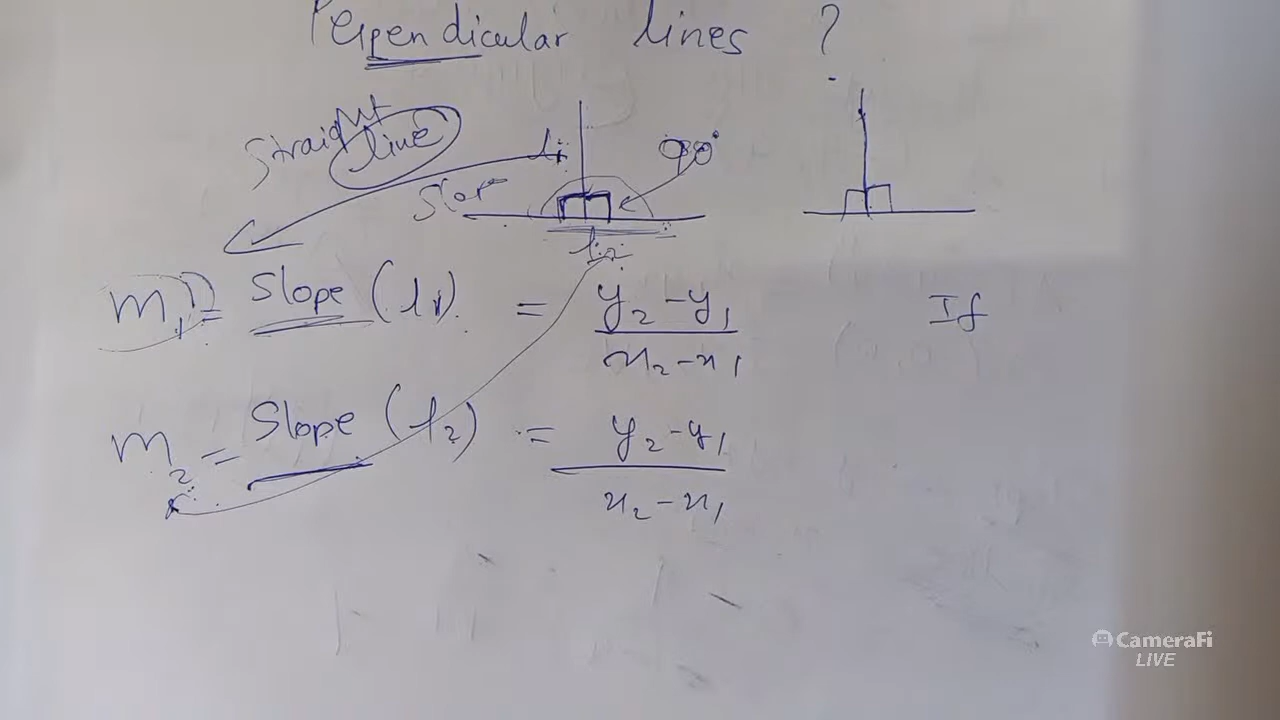 Perpendicular lines ?
straight
line
l₁
90°
Slop
l₂
m₁ = Slope (l₁) = y₂-y₁ / x₂-x₁
If
m₂ = Slope (l₂) = y₂-y₁ / x₂-x₁
CameraFi
LIVE